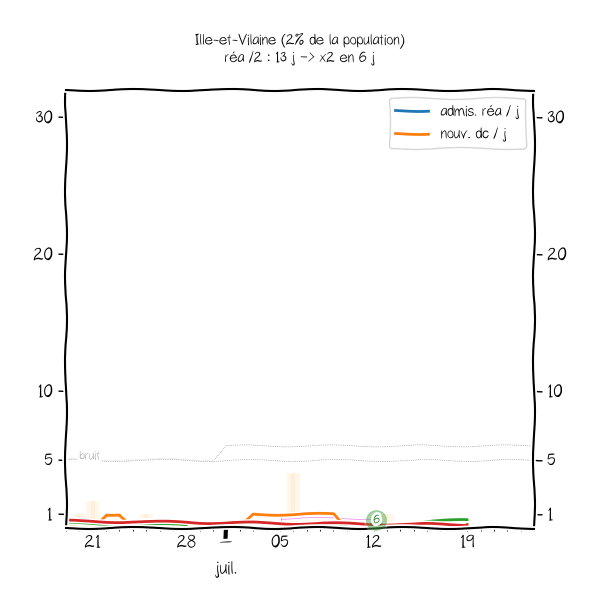 Ille-et-Vilaine (2% de la population)
réa /2 : 13 j -> x2 en 6 j
admis. réa / j
nouv. dc / j
30 30
20 20
10 10
5 5
bruit
1 1
6
21 28 1 05 12 19
juil.